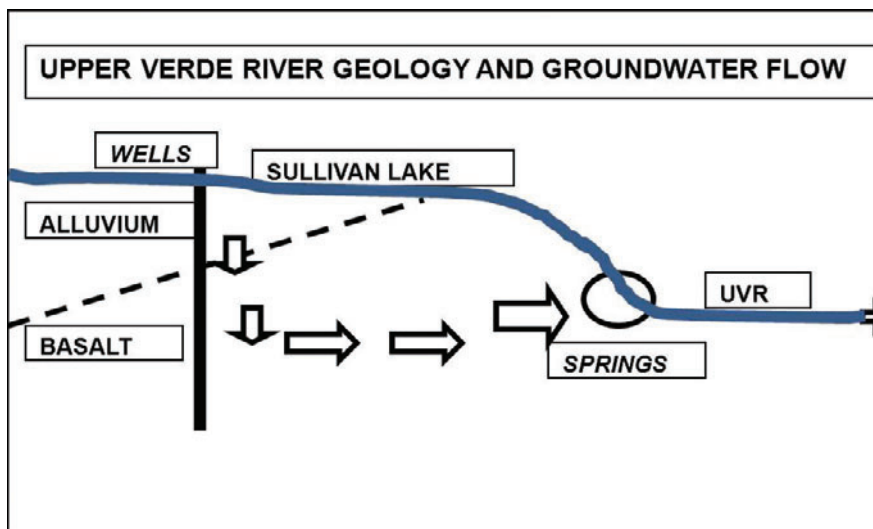 UPPER VERDE RIVER GEOLOGY AND GROUNDWATER FLOW
WELLS
SULLIVAN LAKE
ALLUVIUM
UVR
BASALT
SPRINGS